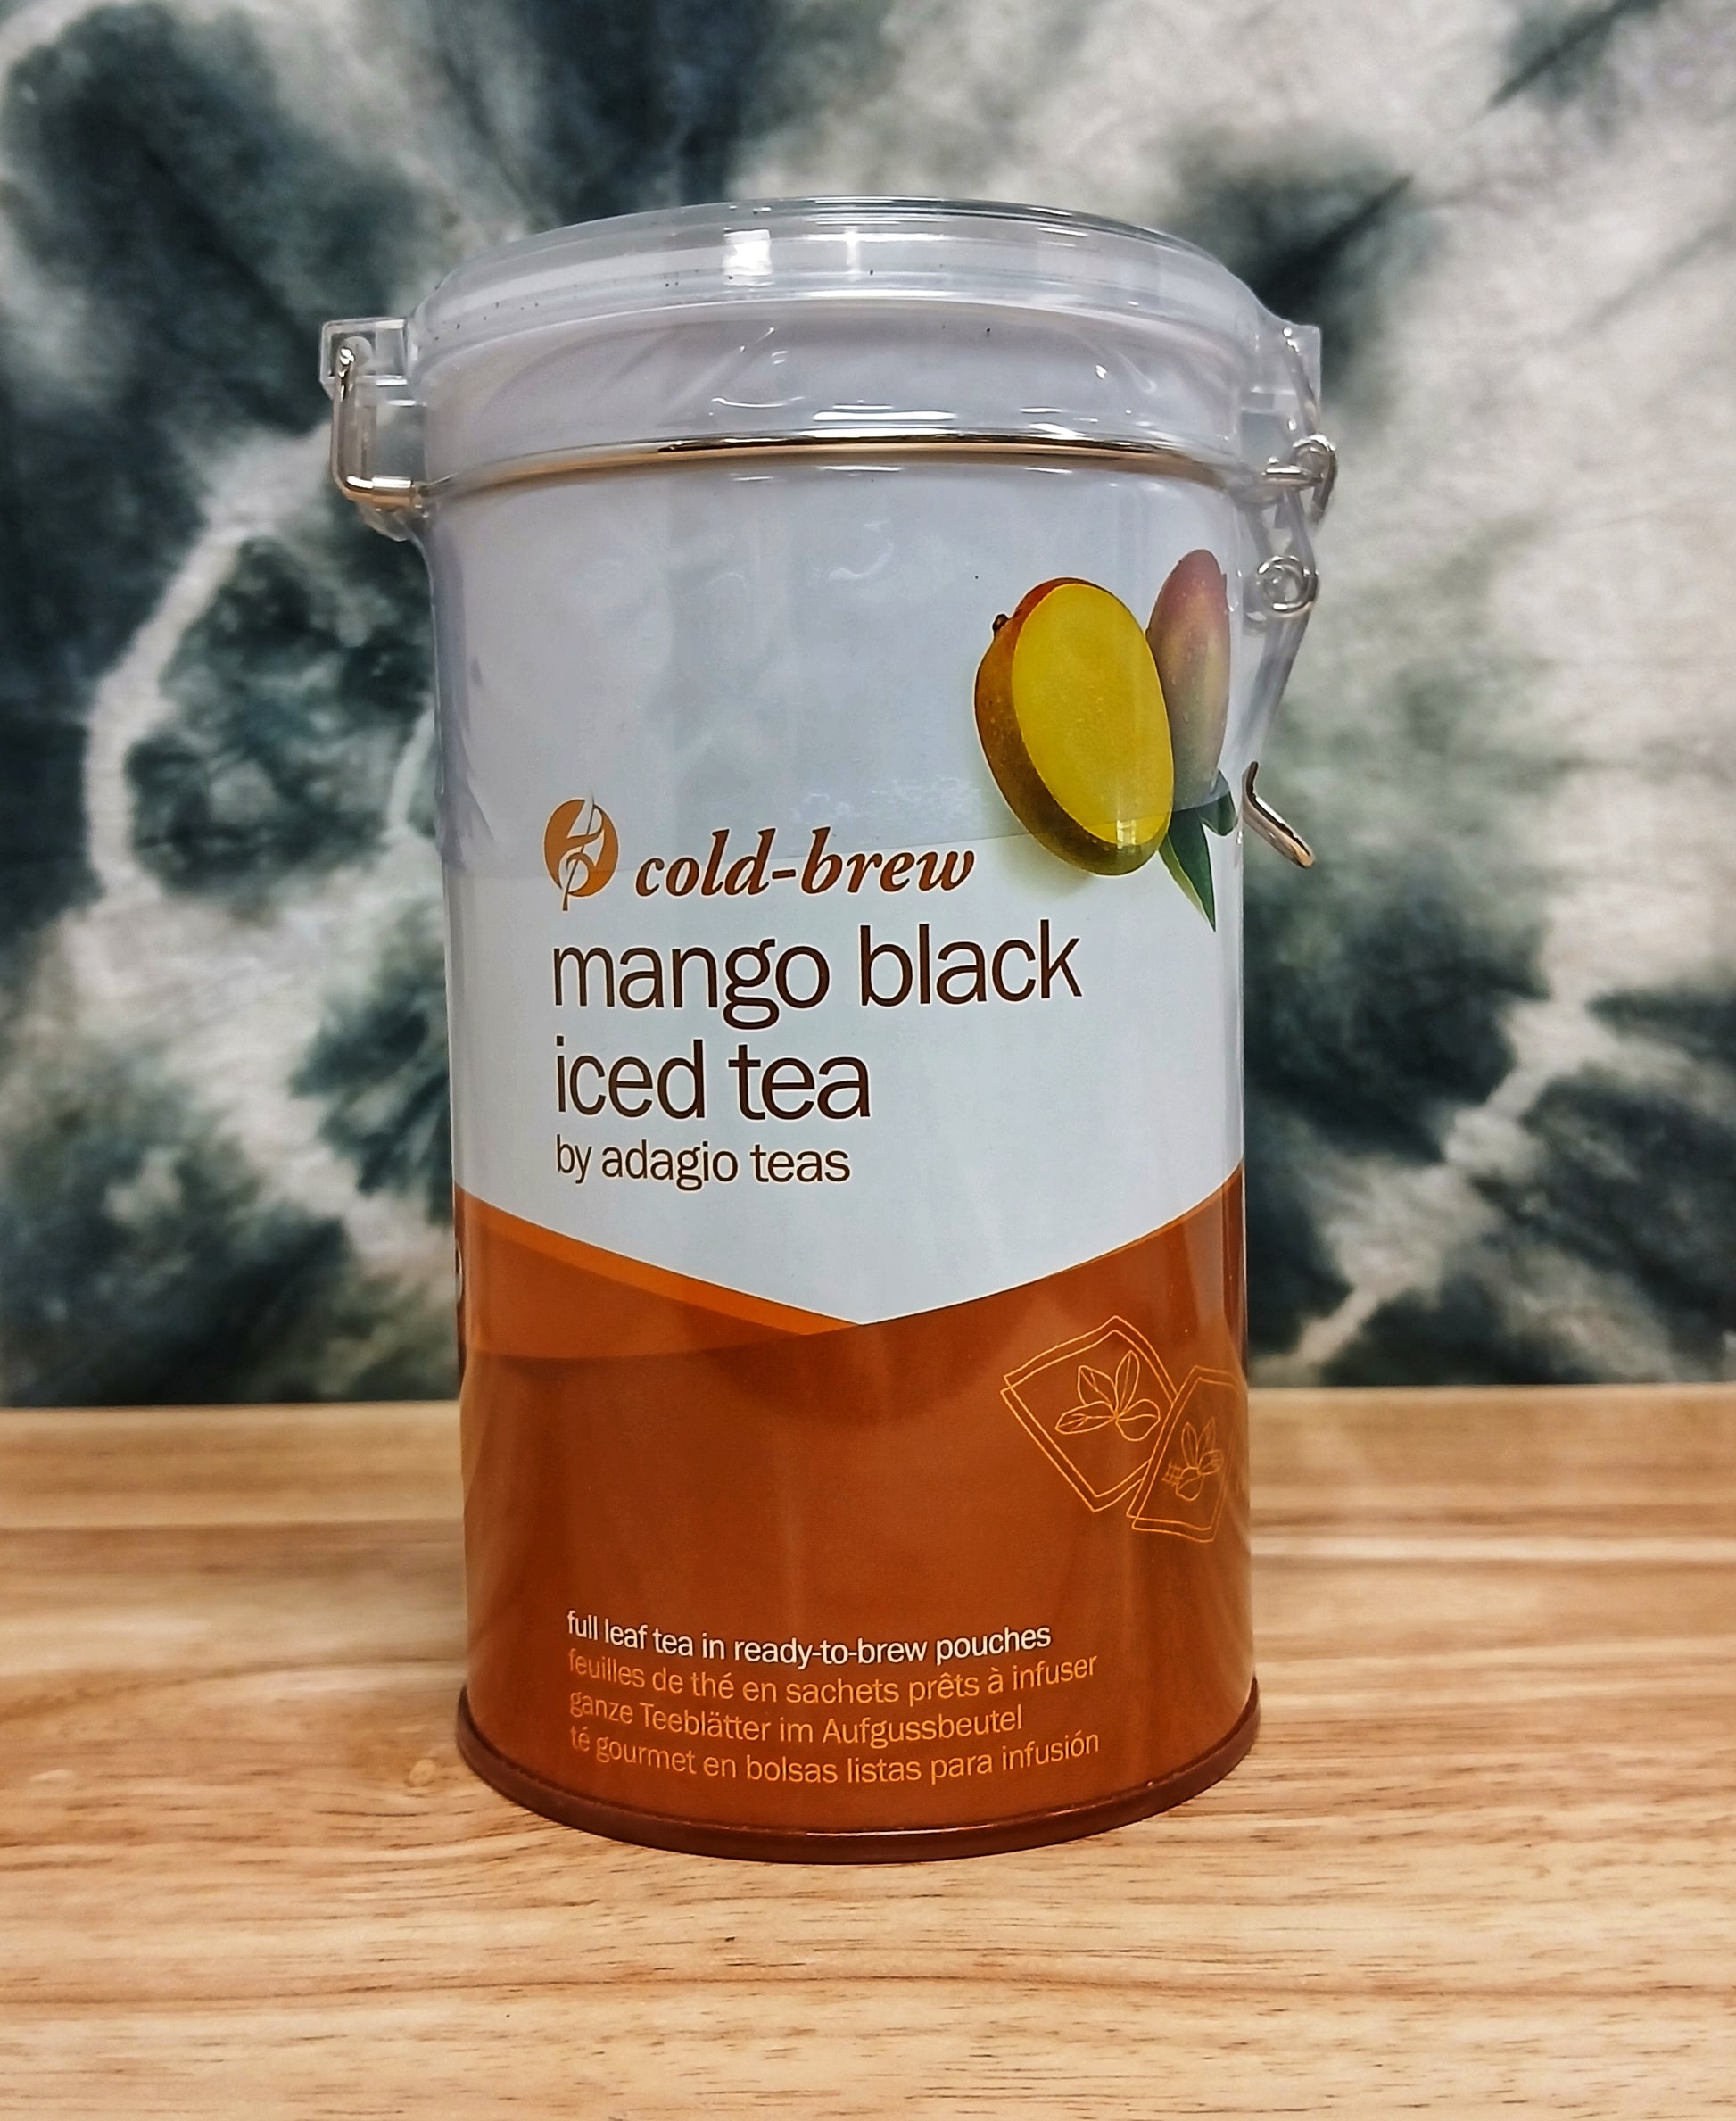 cold-brew
mango black
iced tea
by adagio teas
full leaf tea in ready-to-brew pouches
feuilles de thé en sachets prêts à infuser
ganze Teeblätter im Aufgussbeutel
té gourmet en bolsas listas para infusión